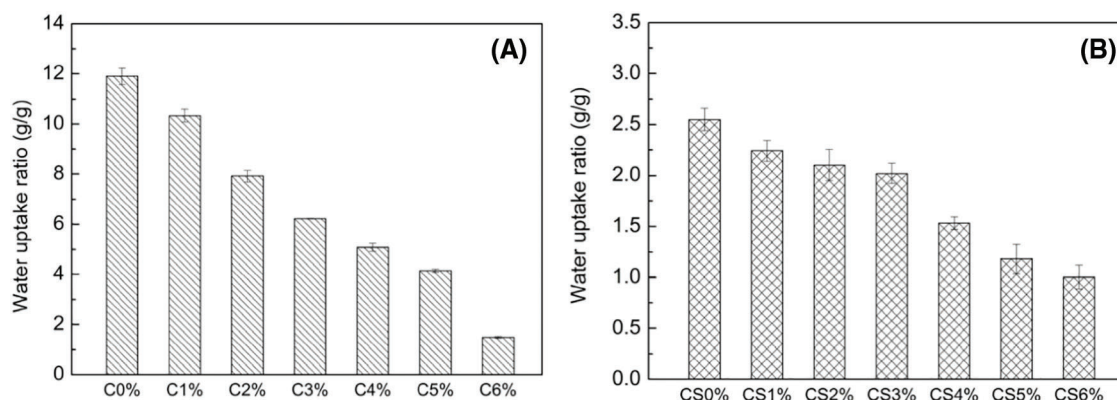 (A)
Water uptake ratio (g/g)
14
12
10
8
6
4
2
0
C0% C1% C2% C3% C4% C5% C6%
(B)
Water uptake ratio (g/g)
3.5
3.0
2.5
2.0
1.5
1.0
0.5
0.0
CS0% CS1% CS2% CS3% CS4% CS5% CS6%